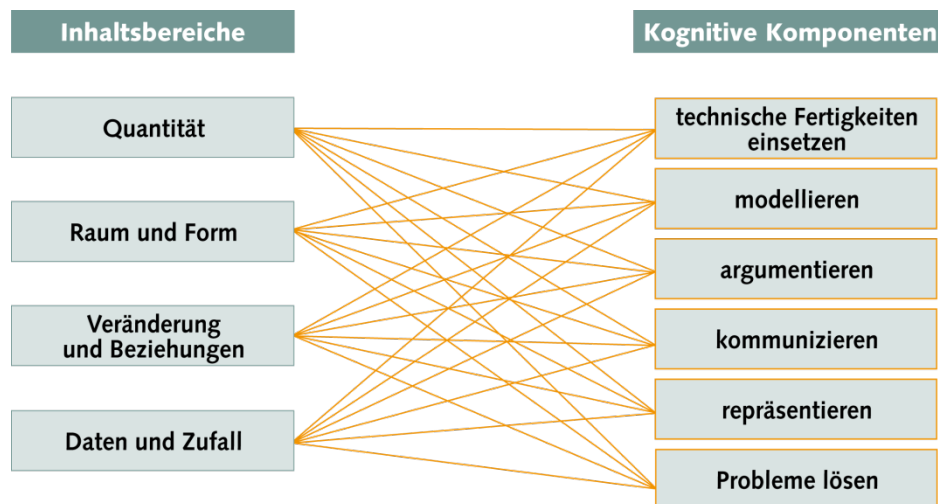 Inhaltsbereiche
Quantität
Raum und Form
Veränderung
und Beziehungen
Daten und Zufall
Kognitive Komponenten
technische Fertigkeiten
einsetzen
modellieren
argumentieren
kommunizieren
repräsentieren
Probleme lösen